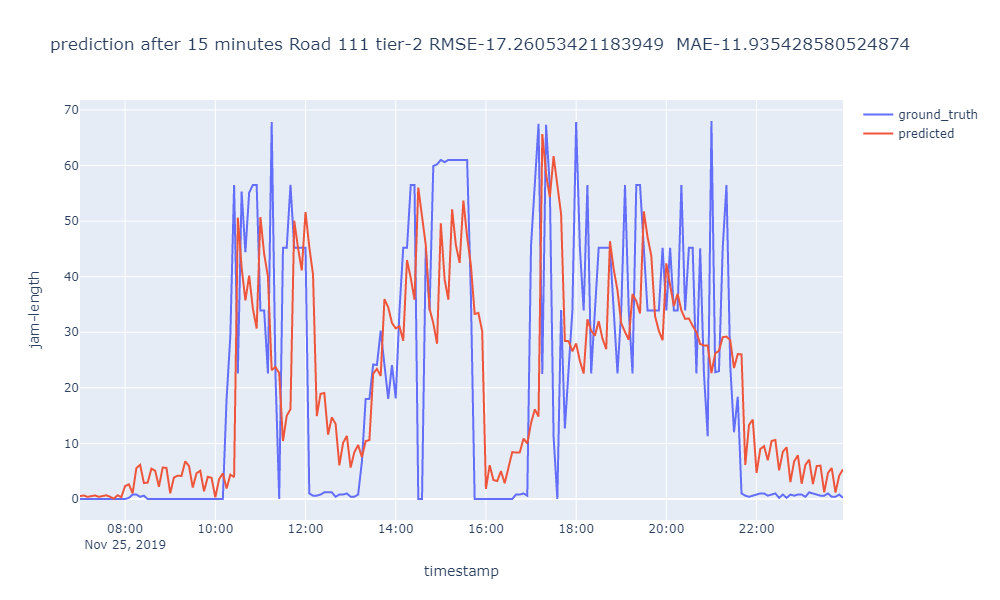 prediction after 15 minutes Road 111 tier-2 RMSE-17.26053421183949  MAE-11.935428580524874
ground_truth
predicted
jam-length
70
60
50
40
30
20
10
0
08:00 10:00 12:00 14:00 16:00 18:00 20:00 22:00
Nov 25, 2019
timestamp